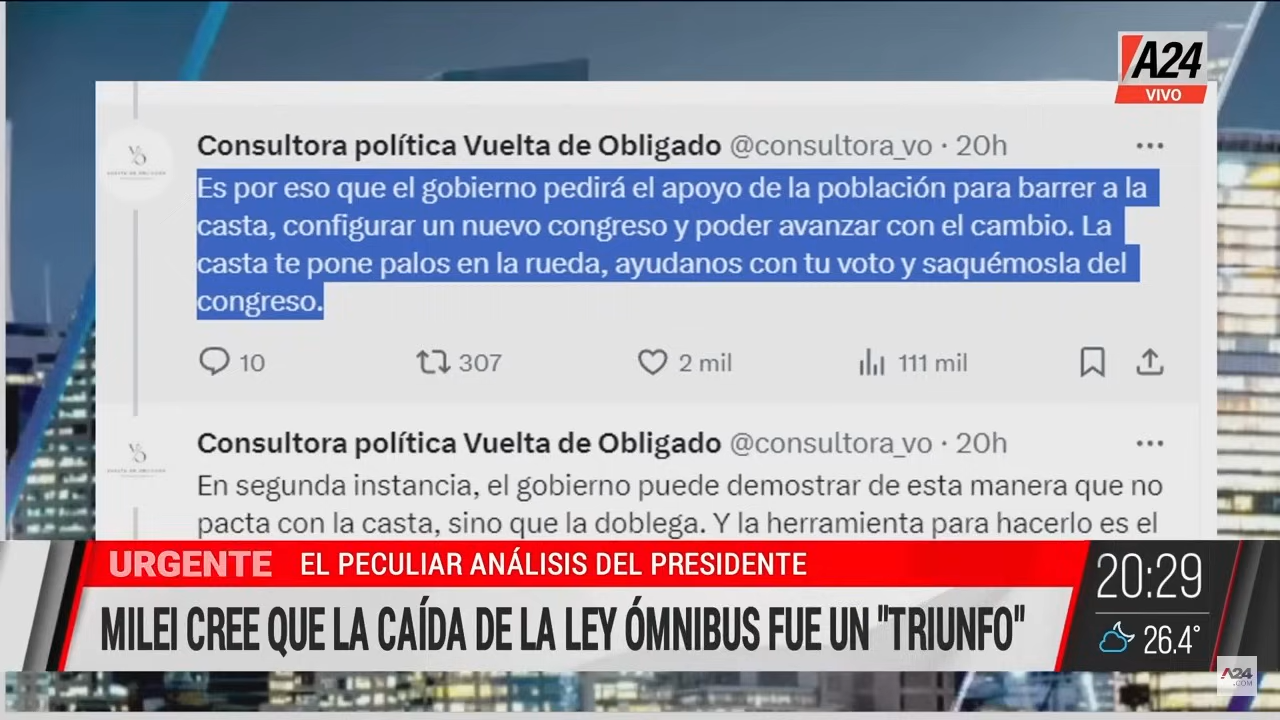 A24
VIVO
Consultora política Vuelta de Obligado @consultora_vo · 20h
Es por eso que el gobierno pedirá el apoyo de la población para barrer a la
casta, configurar un nuevo congreso y poder avanzar con el cambio. La
casta te pone palos en la rueda, ayudanos con tu voto y saquémosla del
congreso.
10 307 2 mil 111 mil
Consultora política Vuelta de Obligado @consultora_vo · 20h
En segunda instancia, el gobierno puede demostrar de esta manera que no
pacta con la casta, sino que la doblega. Y la herramienta para hacerlo es el
URGENTE EL PECULIAR ANÁLISIS DEL PRESIDENTE
MILEI CREE QUE LA CAÍDA DE LA LEY ÓMNIBUS FUE UN "TRIUNFO"
20:29
26.4°
A24
.COM